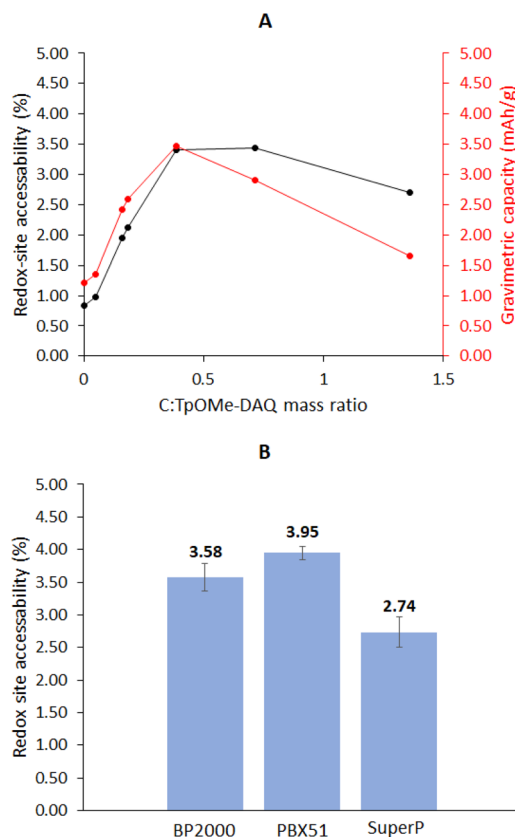 A
5.00 5.00
4.50 4.50
4.00 4.00
3.50 3.50
3.00 3.00
2.50 2.50
2.00 2.00
1.50 1.50
1.00 1.00
0.50 0.50
0.00 0.00
Redox-site accessability (%)
Gravimetric capacity (mAh/g)
0 0.5 1 1.5
C:TpOMe-DAQ mass ratio
B
5.00
4.50
4.00
3.50
3.00
2.50
2.00
1.50
1.00
0.50
0.00
Redox site accessability (%)
3.58 3.95 2.74
BP2000 PBX51 SuperP